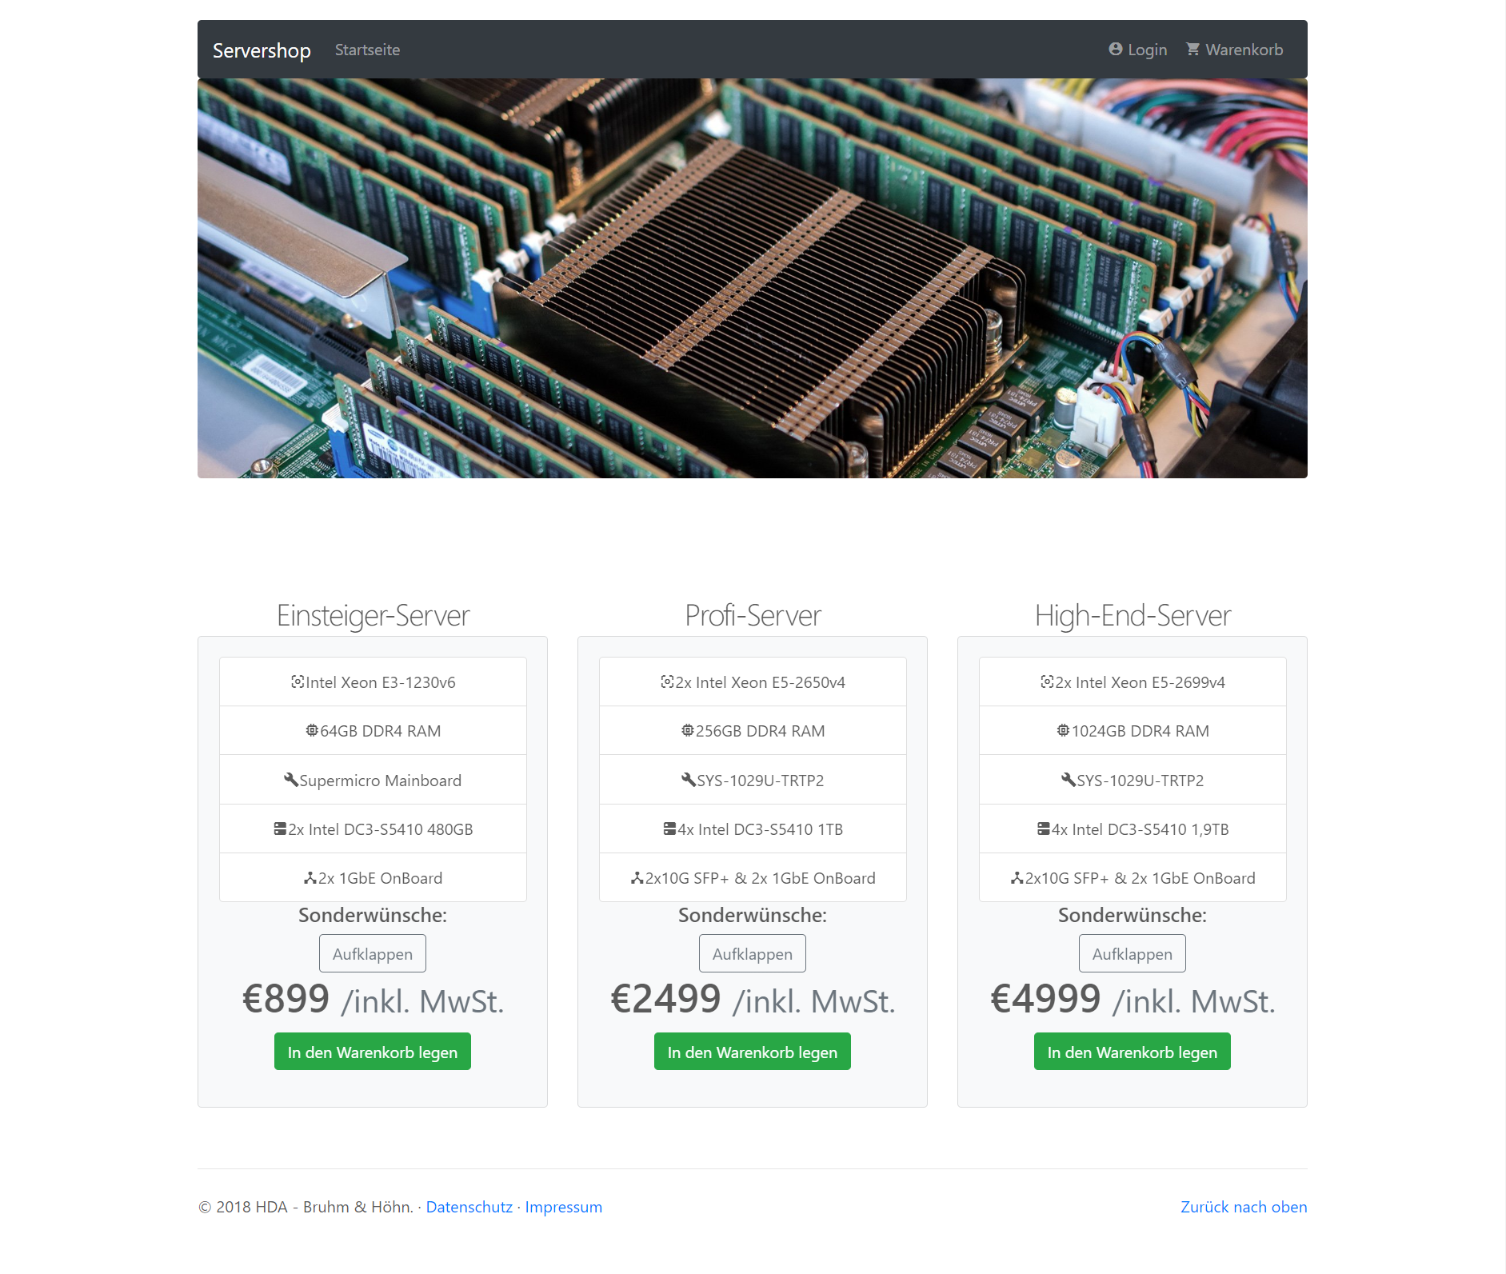 Servershop Startseite Login Warenkorb
Einsteiger-Server
Intel Xeon E3-1230v6
64GB DDR4 RAM
Supermicro Mainboard
2x Intel DC3-S5410 480GB
2x 1GbE OnBoard
Sonderwünsche:
Aufklappen
€899 /inkl. MwSt.
In den Warenkorb legen
Profi-Server
2x Intel Xeon E5-2650v4
256GB DDR4 RAM
SYS-1029U-TRTP2
4x Intel DC3-S5410 1TB
2x10G SFP+ & 2x 1GbE OnBoard
Sonderwünsche:
Aufklappen
€2499 /inkl. MwSt.
In den Warenkorb legen
High-End-Server
2x Intel Xeon E5-2699v4
1024GB DDR4 RAM
SYS-1029U-TRTP2
4x Intel DC3-S5410 1,9TB
2x10G SFP+ & 2x 1GbE OnBoard
Sonderwünsche:
Aufklappen
€4999 /inkl. MwSt.
In den Warenkorb legen
© 2018 HDA - Bruhm & Höhn. · Datenschutz · Impressum
Zurück nach oben